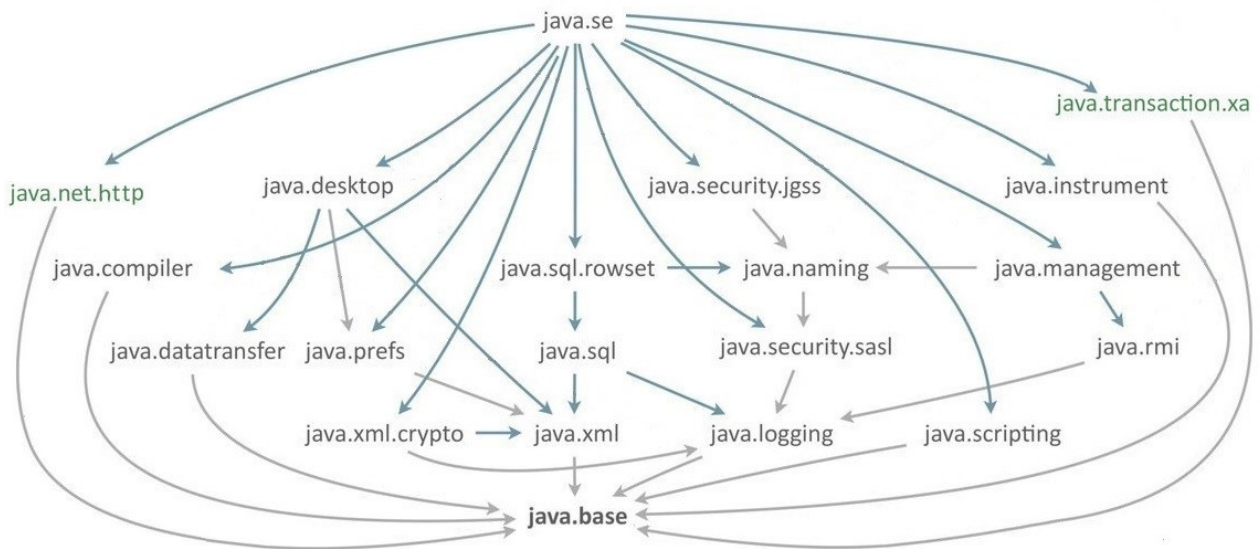 java.se
java.transaction.xa
java.net.http
java.desktop
java.security.jgss
java.instrument
java.compiler
java.sql.rowset
java.naming
java.management
java.datatransfer
java.prefs
java.sql
java.security.sasl
java.rmi
java.xml.crypto
java.xml
java.logging
java.scripting
java.base